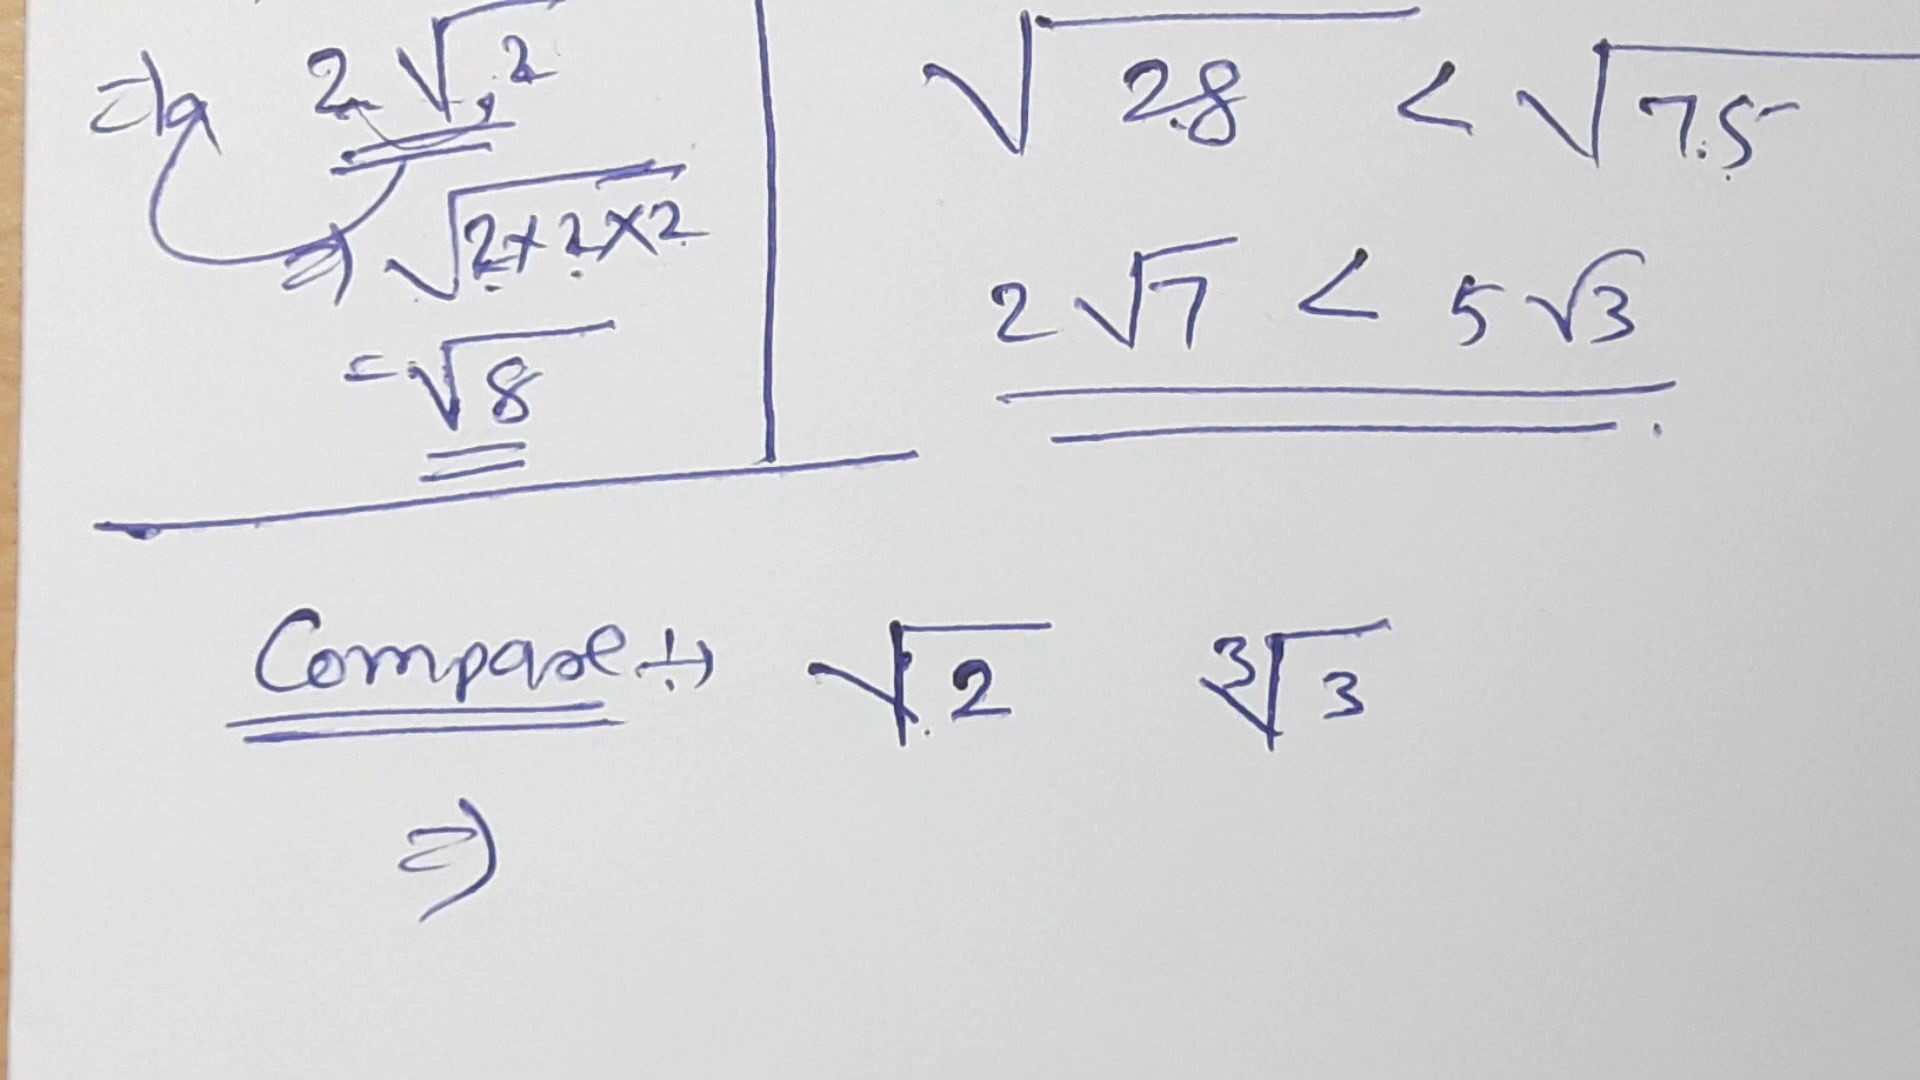 ⇒ 2√2
⇒ √2×2×2
= √8
√28 < √75
2√7 < 5√3
Compare:→ √2 ∛3
⇒